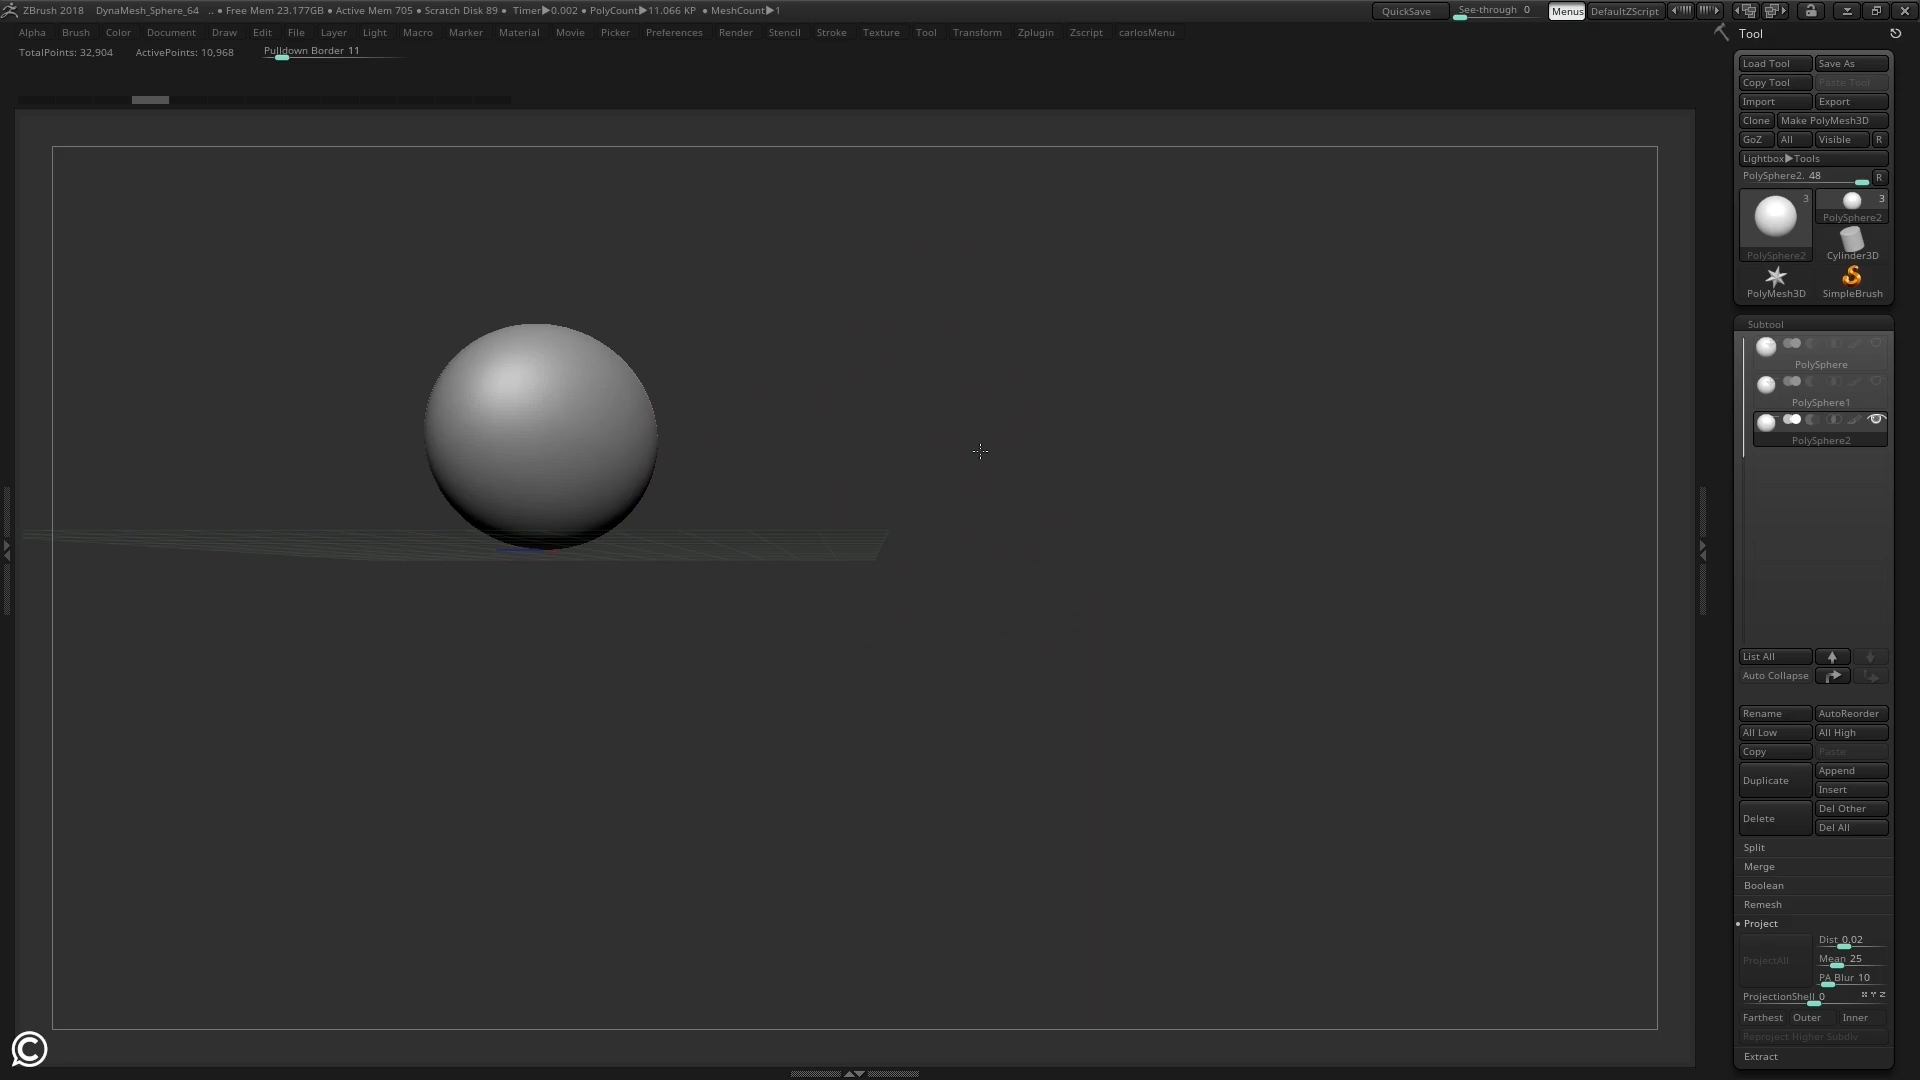 ZBrush 2018 DynaMesh_Sphere_64 .. • Free Mem 23.177GB • Active Mem 705 • Scratch Disk 89 • Timer▶0.002 • PolyCount▶11.066 KP • MeshCount▶1 QuickSave See-through 0 Menus DefaultZScript
Alpha Brush Color Document Draw Edit File Layer Light Macro Marker Material Movie Picker Preferences Render Stencil Stroke Texture Tool Transform Zplugin Zscript carlosMenu
TotalPoints: 32,904 ActivePoints: 10,968 Pulldown Border 11
Tool
Load Tool Save As
Copy Tool Paste Tool
Import Export
Clone Make PolyMesh3D
GoZ All Visible R
Lightbox▶Tools
PolySphere2. 48 R
3 3
PolySphere2
PolySphere2 Cylinder3D
PolyMesh3D SimpleBrush
Subtool
PolySphere
PolySphere1
PolySphere2
List All
Auto Collapse
Rename AutoReorder
All Low All High
Copy Paste
Duplicate Append
Insert
Delete Del Other
Del All
Split
Merge
Boolean
Remesh
Project
ProjectAll Dist 0.02
Mean 25
PA Blur 10
ProjectionShell 0 X Y Z
Farthest Outer Inner
Reproject Higher Subdiv
Extract